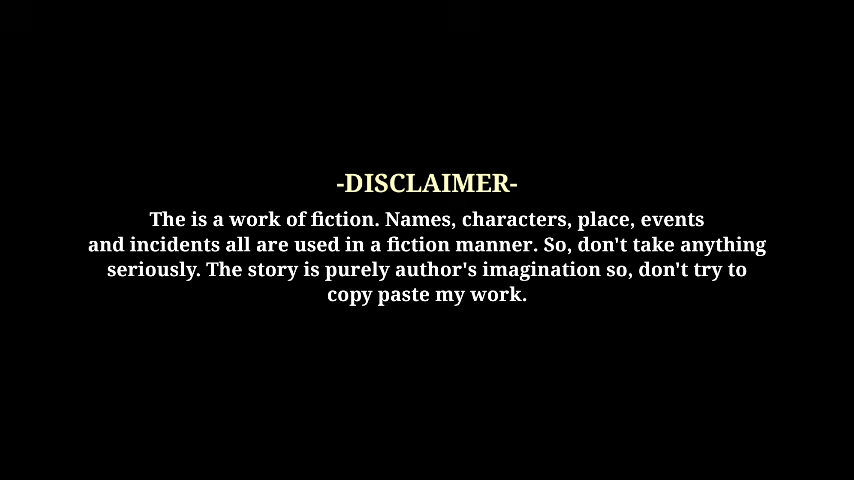 -DISCLAIMER-
The is a work of fiction. Names, characters, place, events
and incidents all are used in a fiction manner. So, don't take anything
seriously. The story is purely author's imagination so, don't try to
copy paste my work.